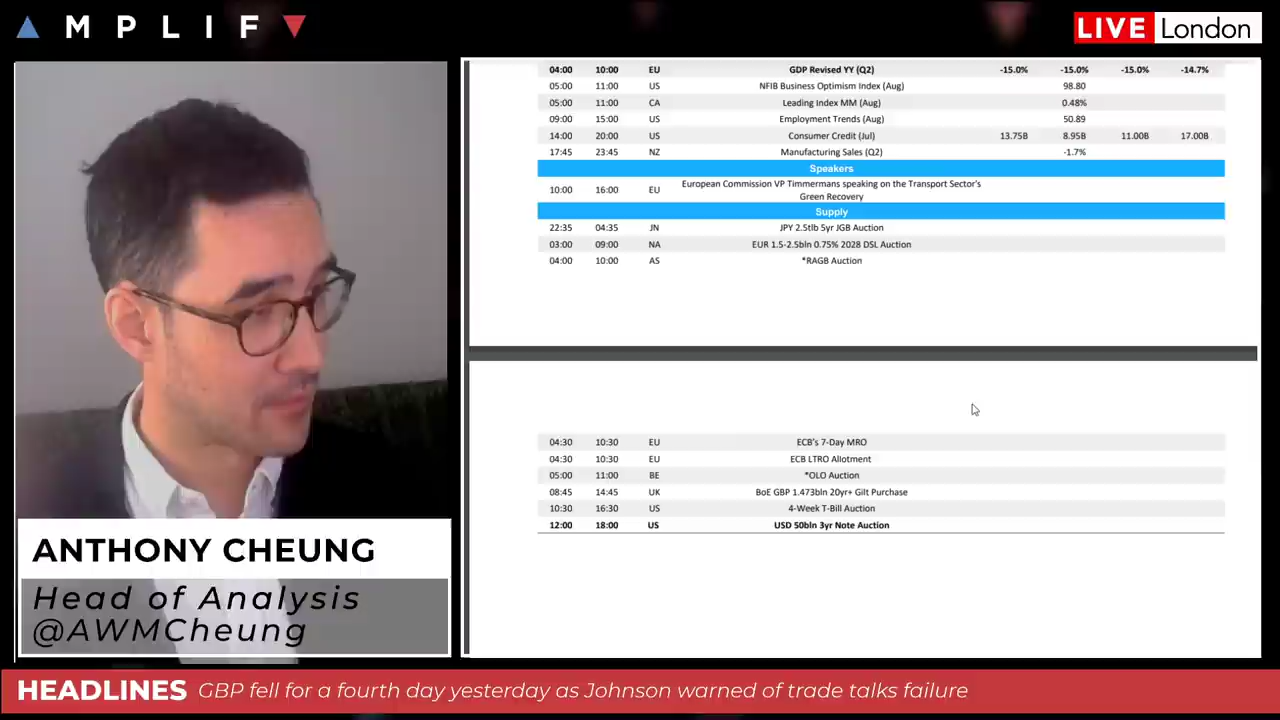 AMPLIFY
LIVE London
04:00 10:00 EU GDP Revised YY (Q2) -15.0% -15.0% -15.0% -14.7%
05:00 11:00 US NFIB Business Optimism Index (Aug) 98.80
05:00 11:00 CA Leading Index MM (Aug) 0.48%
09:00 15:00 US Employment Trends (Aug) 50.89
14:00 20:00 US Consumer Credit (Jul) 13.75B 8.95B 11.00B 17.00B
17:45 23:45 NZ Manufacturing Sales (Q2) -1.7%
Speakers
10:00 16:00 EU European Commission VP Timmermans speaking on the Transport Sector's
Green Recovery
Supply
22:35 04:35 JN JPY 2.5tlb 5yr JGB Auction
03:00 09:00 NA EUR 1.5-2.5bln 0.75% 2028 DSL Auction
04:00 10:00 AS *RAGB Auction
04:30 10:30 EU ECB's 7-Day MRO
04:30 10:30 EU ECB LTRO Allotment
05:00 11:00 BE *OLO Auction
08:45 14:45 UK BoE GBP 1.473bln 20yr+ Gilt Purchase
10:30 16:30 US 4-Week T-Bill Auction
12:00 18:00 US USD 50bln 3yr Note Auction
ANTHONY CHEUNG
Head of Analysis
@AWMCheung
HEADLINES GBP fell for a fourth day yesterday as Johnson warned of trade talks failure